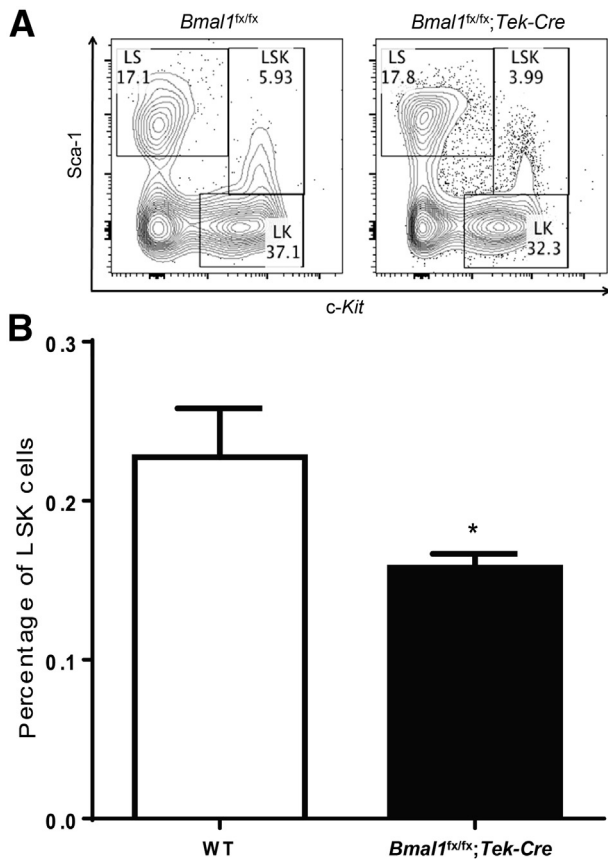 A
Bmal1fx/fx
Bmal1fx/fx;Tek-Cre
LS
17.1
LSK
5.93
LK
37.1
LS
17.8
LSK
3.99
LK
32.3
Sca-1
c-Kit
B
Percentage of LSK cells
0.3
0.2
0.1
0.0
*
WT
Bmal1fx/fx;Tek-Cre